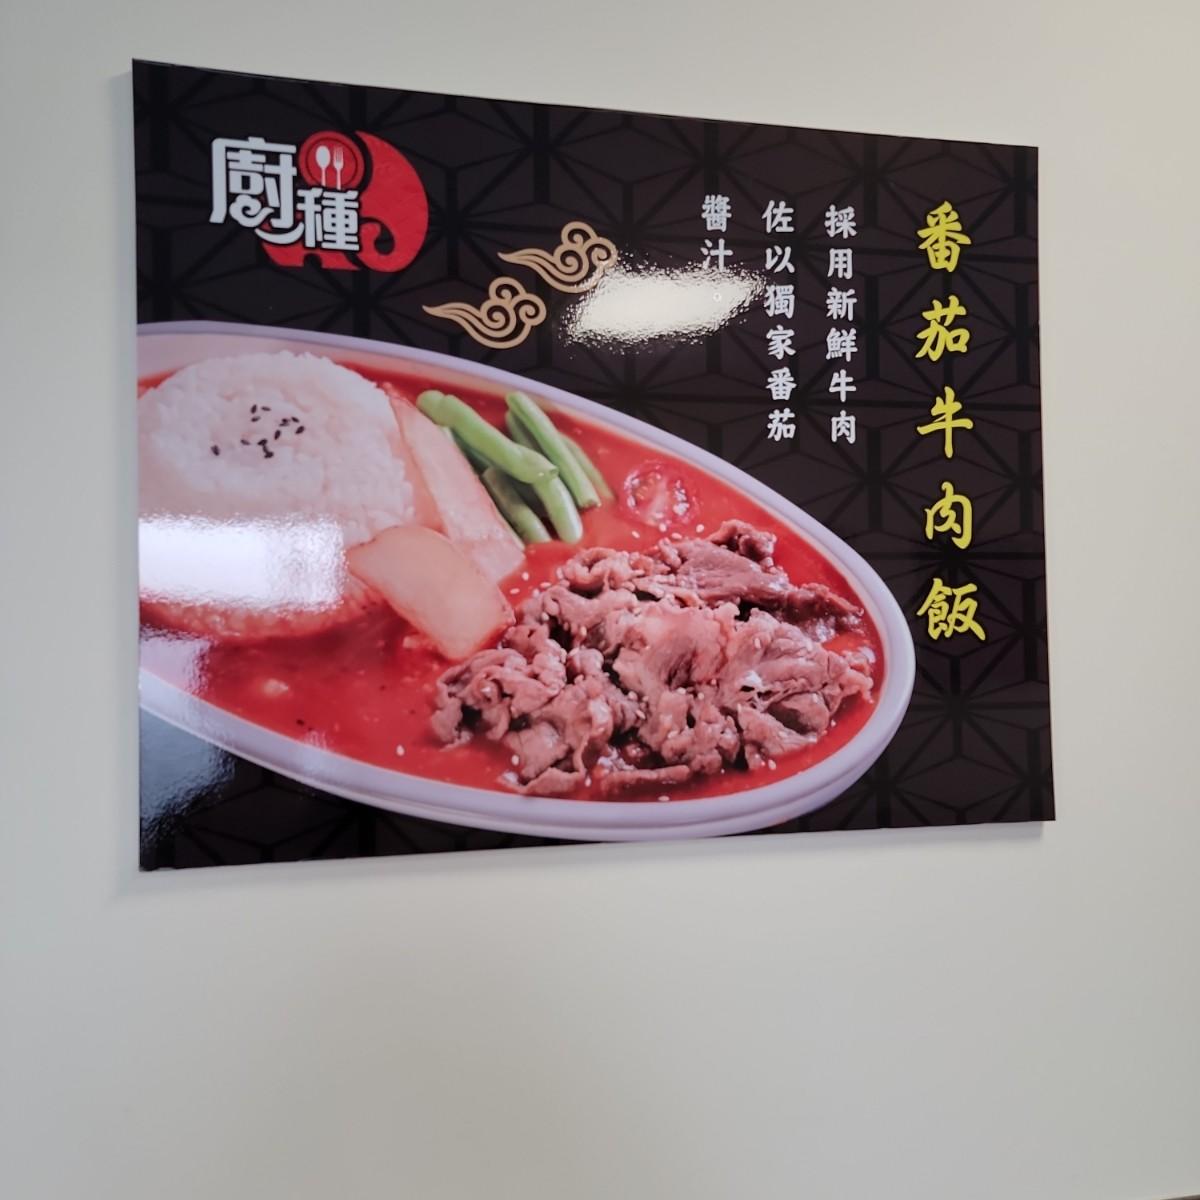 廚種
番茄牛肉飯
採用新鮮牛肉
佐以獨家番茄
醬汁